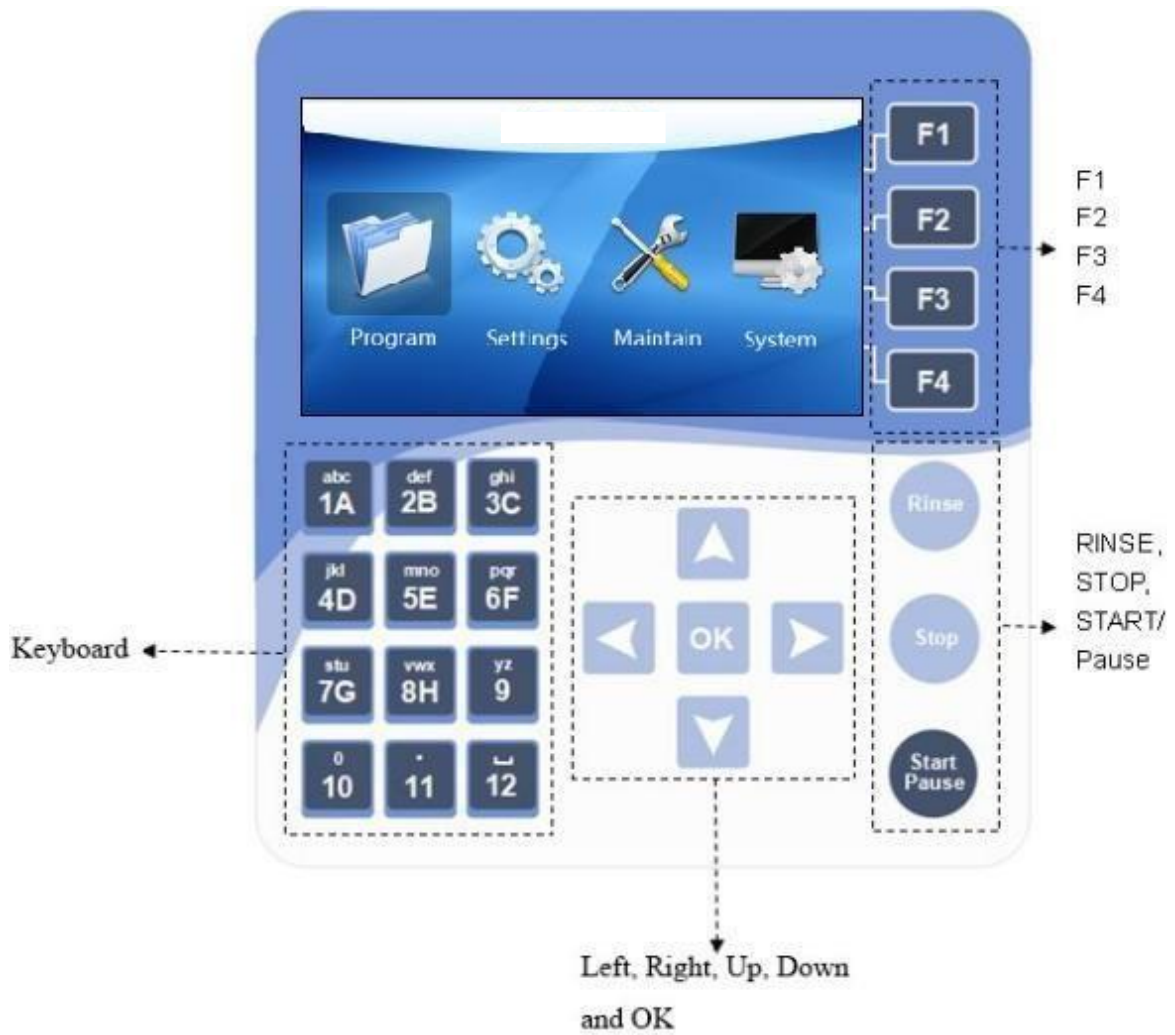 F1
F2
F3
F4
Program Settings Maintain System
F1
F2
F3
F4
abc def ghi
1A 2B 3C
jkl mno pqr
4D 5E 6F
stu vwx yz
7G 8H 9
0 . ⎵
10 11 12
OK
Rinse
Stop
Start
Pause
RINSE,
STOP,
START/
Pause
Keyboard
Left, Right, Up, Down
and OK